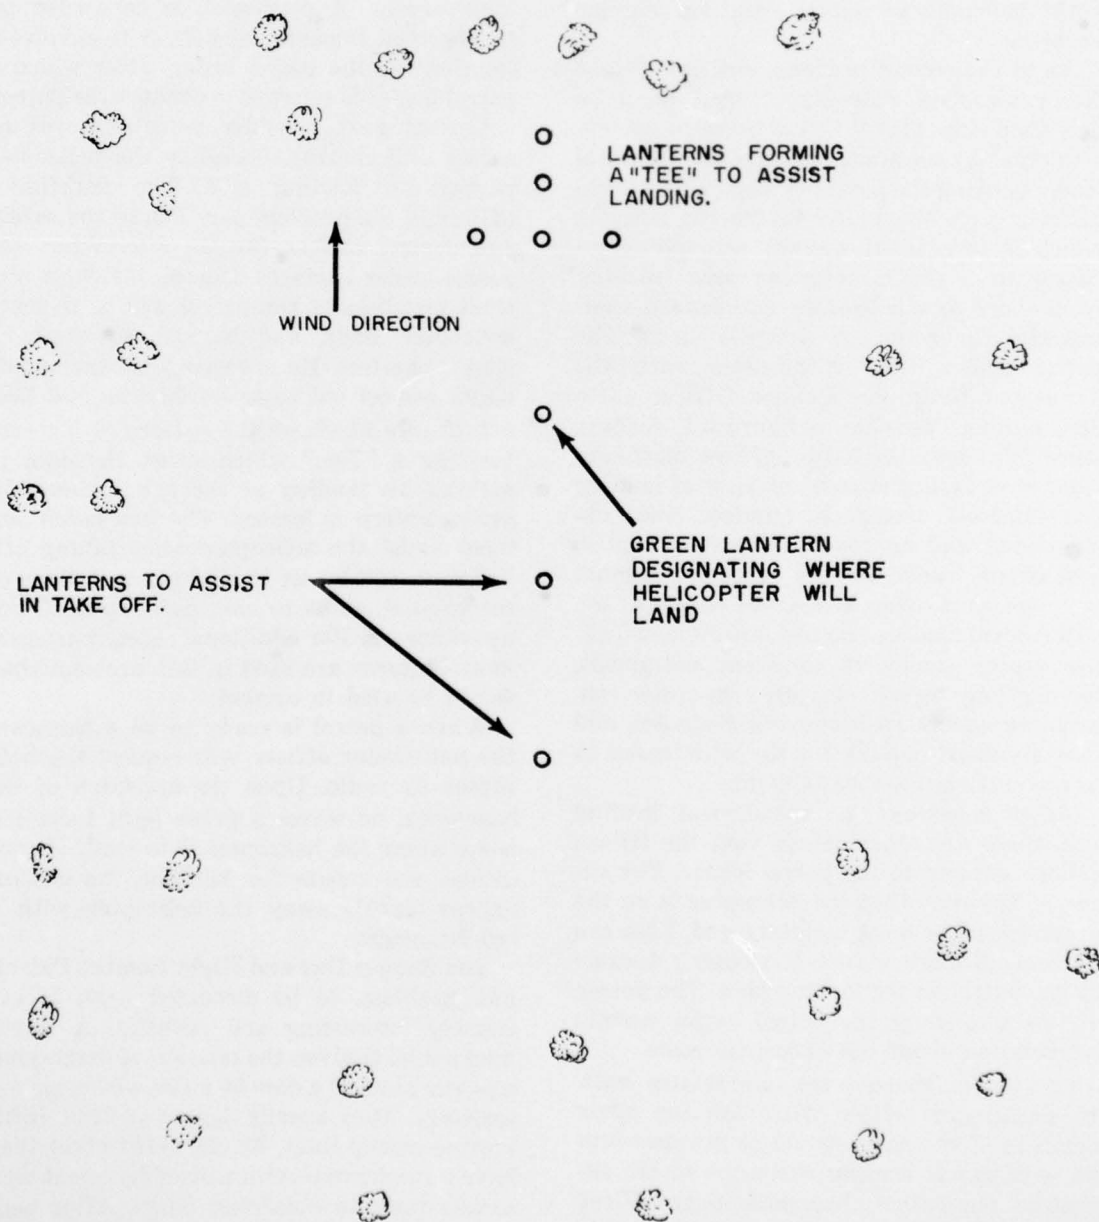 LANTERNS FORMING
A "TEE" TO ASSIST
LANDING.
WIND DIRECTION
GREEN LANTERN
DESIGNATING WHERE
HELICOPTER WILL
LAND
LANTERNS TO ASSIST
IN TAKE OFF.